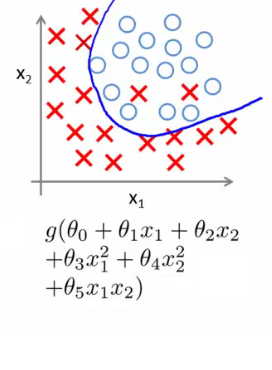 x₂
x₁
g(θ₀ + θ₁x₁ + θ₂x₂
+θ₃x₁² + θ₄x₂²
+θ₅x₁x₂)